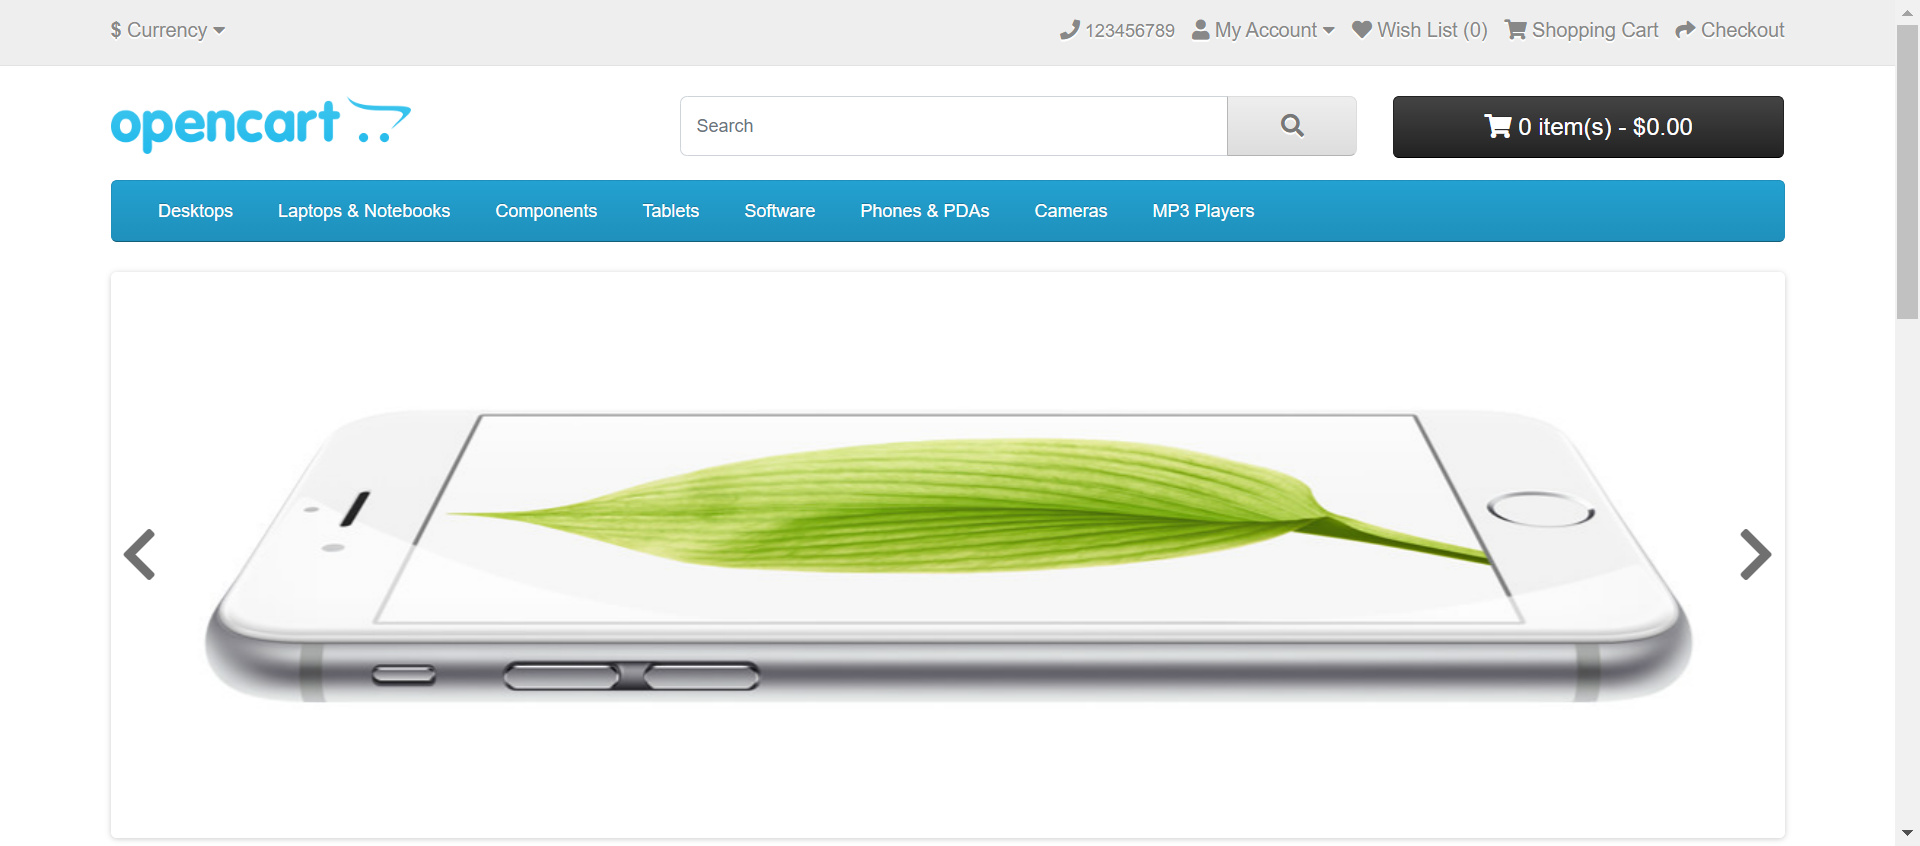 $ Currency 123456789 My Account Wish List (0) Shopping Cart Checkout
opencart Search 0 item(s) - $0.00
Desktops Laptops & Notebooks Components Tablets Software Phones & PDAs Cameras MP3 Players